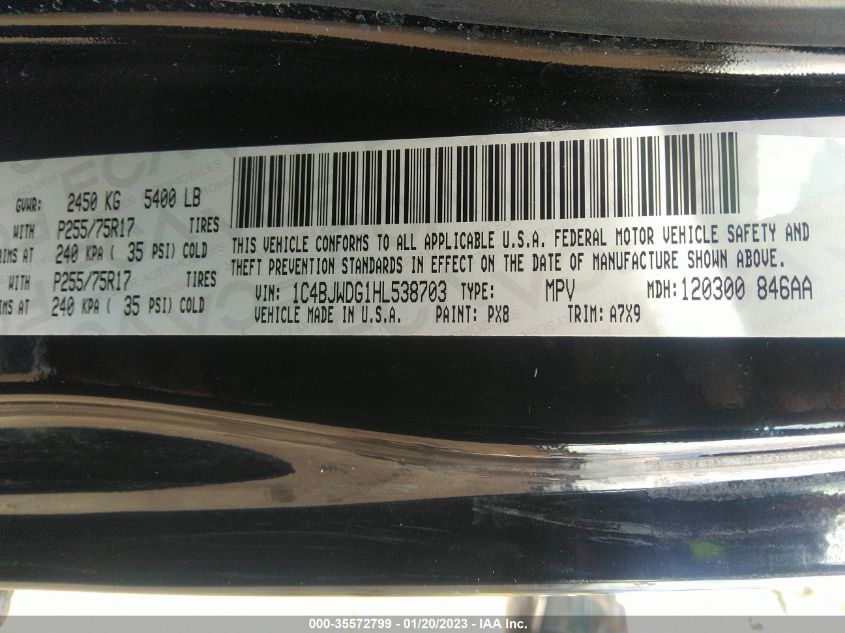 GVWR: 2450 KG 5400 LB
WITH P255/75R17 TIRES
RIMS AT 240 KPA ( 35 PSI) COLD
WITH P255/75R17 TIRES
RIMS AT 240 KPA ( 35 PSI) COLD
THIS VEHICLE CONFORMS TO ALL APPLICABLE U.S.A. FEDERAL MOTOR VEHICLE SAFETY AND
THEFT PREVENTION STANDARDS IN EFFECT ON THE DATE OF MANUFACTURE SHOWN ABOVE.
VIN: 1C4BJWDG1HL538703 TYPE: MPV MDH:120300 846AA
VEHICLE MADE IN U.S.A. PAINT: PX8 TRIM: A7X9
000-35572799 — 01/20/2023 — IAA Inc.